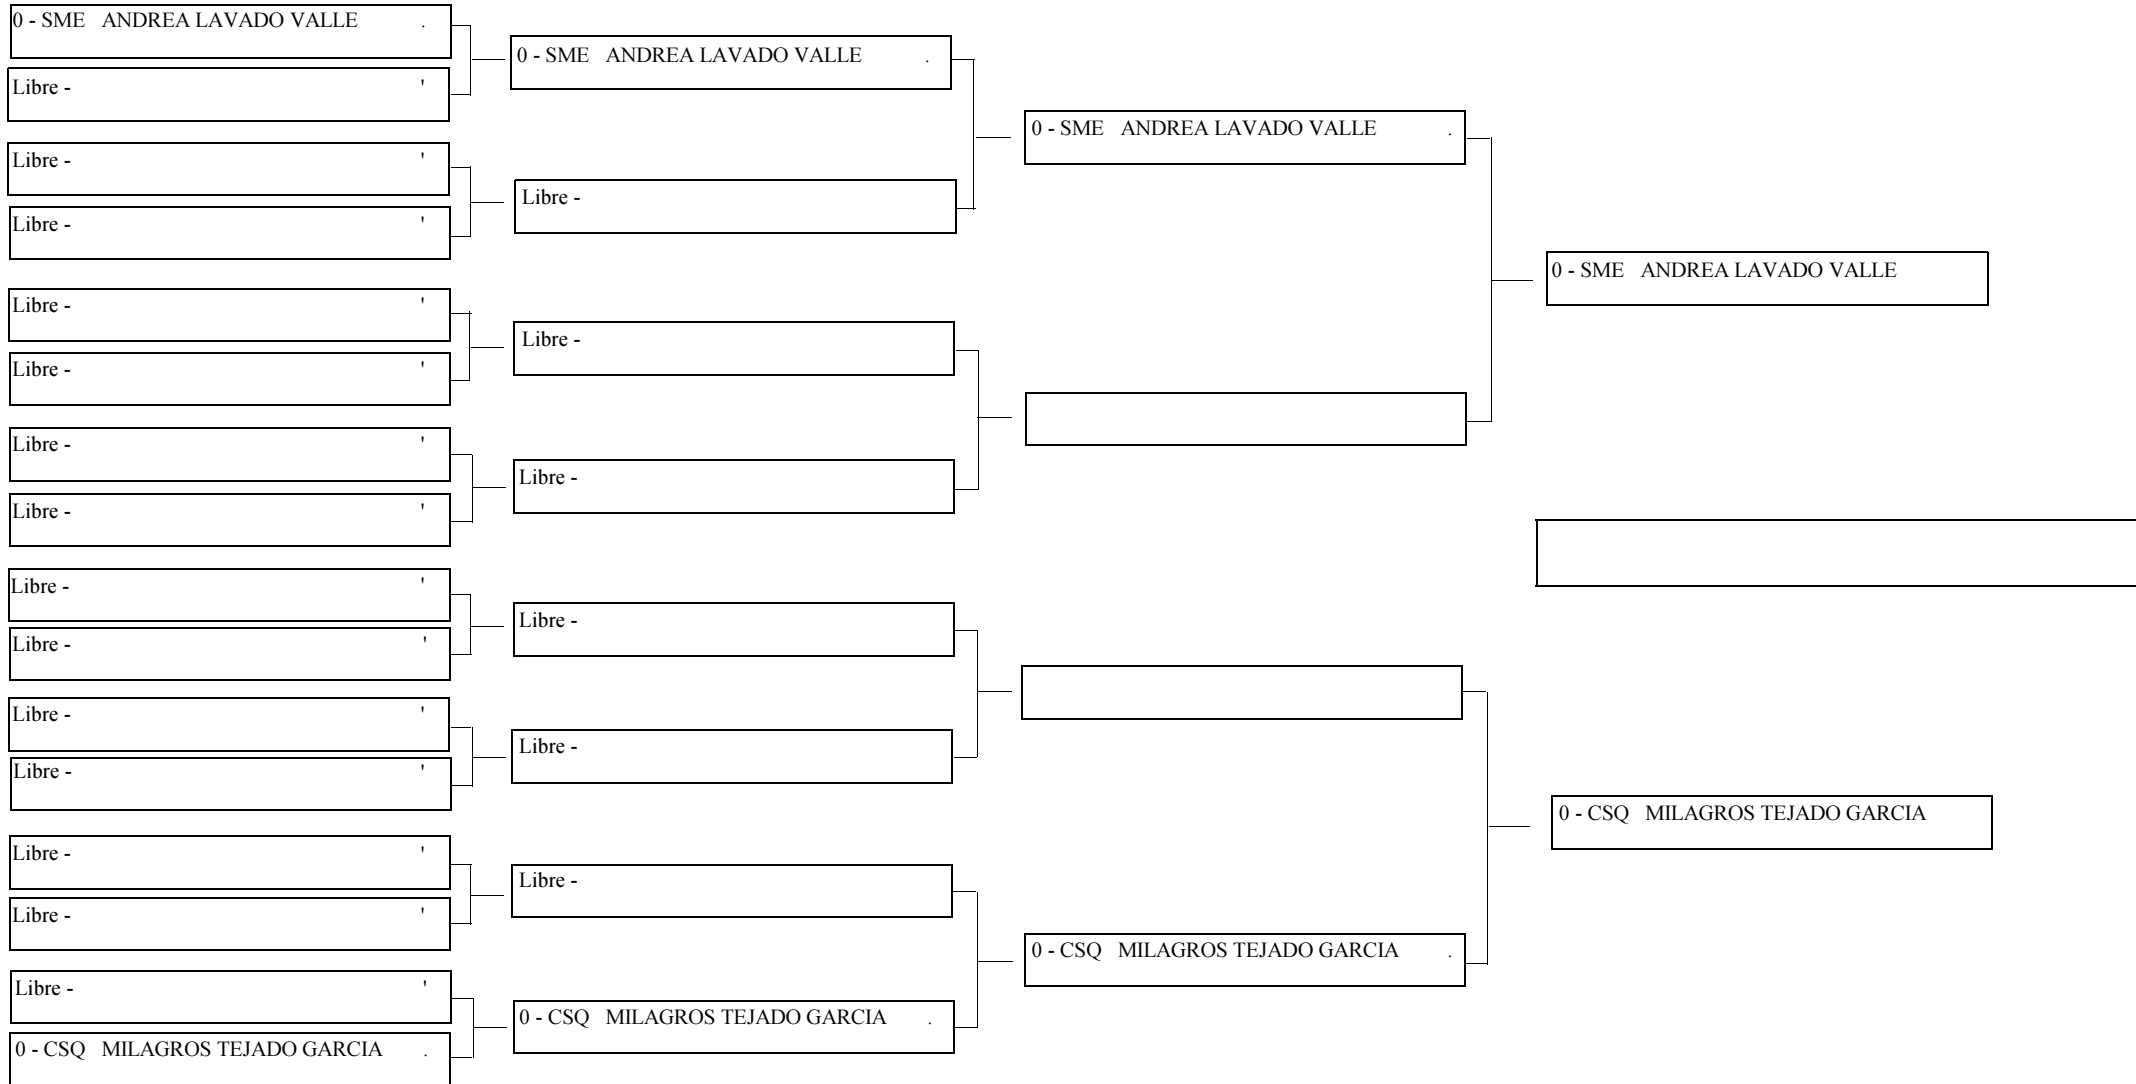 0 - SME ANDREA LAVADO VALLE .
Libre - '
Libre - '
Libre - '
Libre - '
Libre - '
Libre - '
Libre - '
Libre - '
Libre - '
Libre - '
Libre - '
Libre - '
Libre - '
Libre - '
0 - CSQ MILAGROS TEJADO GARCIA .
0 - SME ANDREA LAVADO VALLE .
Libre -
Libre -
Libre -
Libre -
Libre -
Libre -
0 - CSQ MILAGROS TEJADO GARCIA .
0 - SME ANDREA LAVADO VALLE .
0 - CSQ MILAGROS TEJADO GARCIA .
0 - SME ANDREA LAVADO VALLE
0 - CSQ MILAGROS TEJADO GARCIA